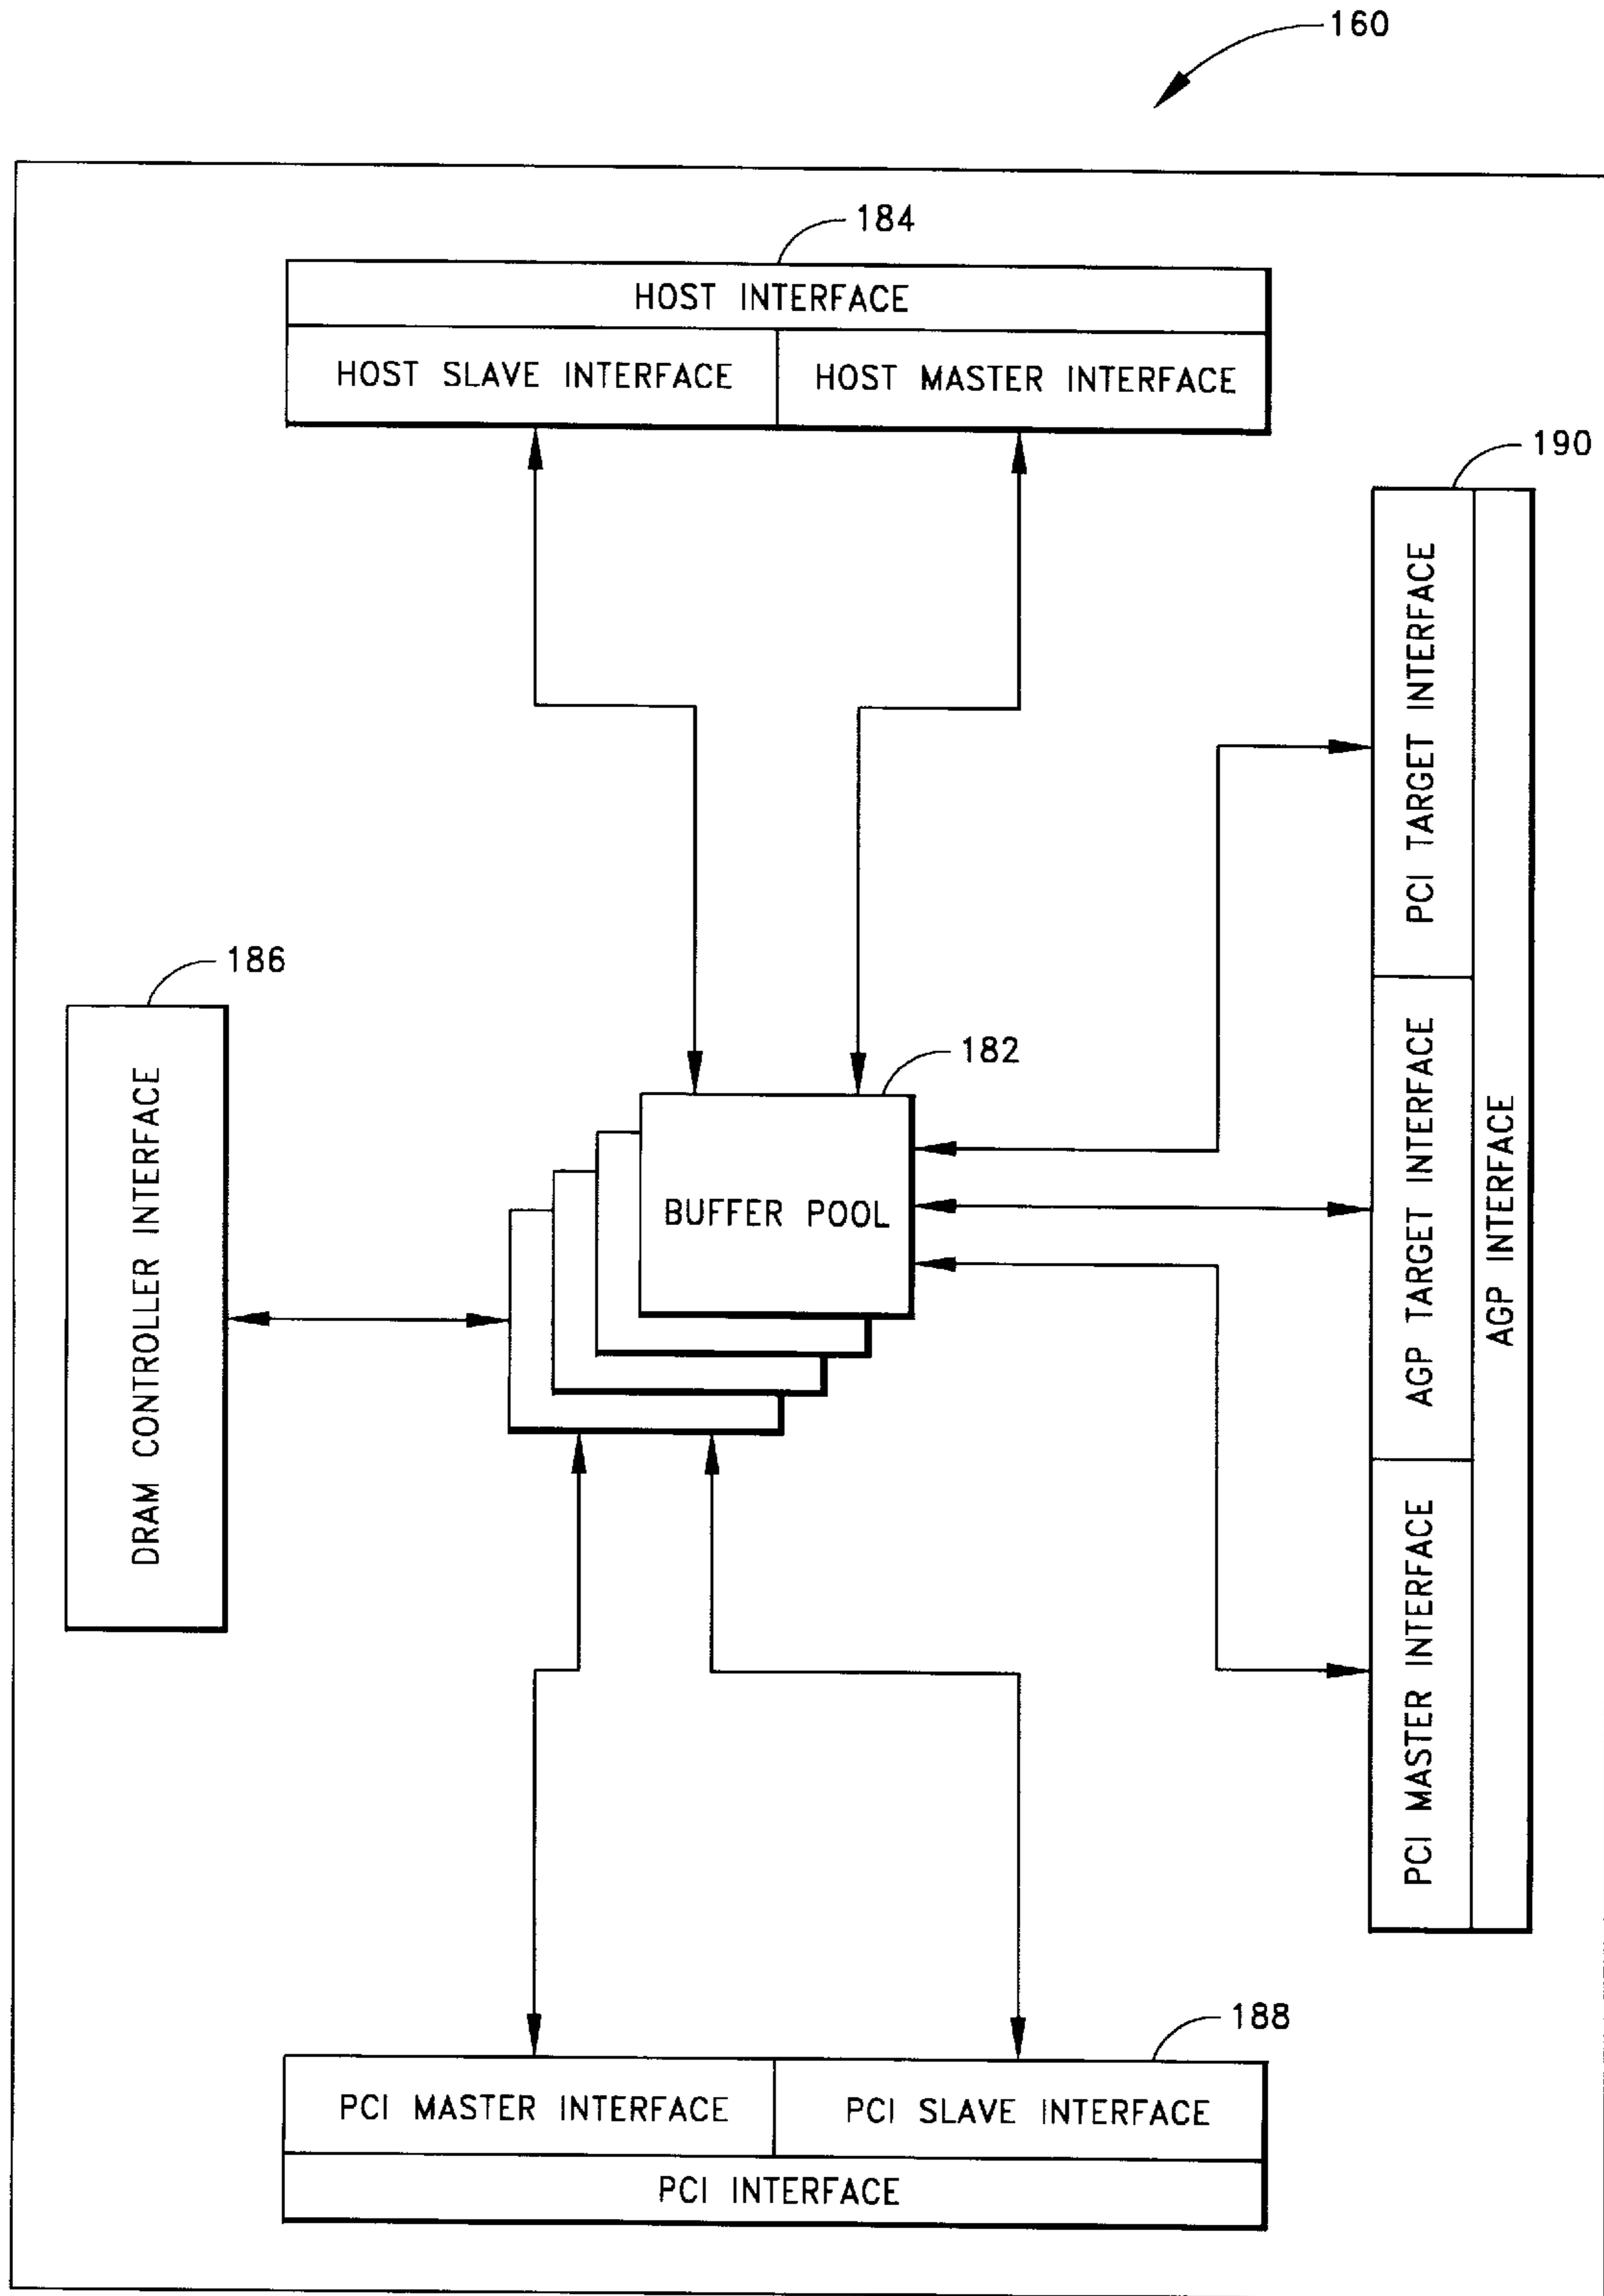 160
184
HOST INTERFACE
HOST SLAVE INTERFACE
HOST MASTER INTERFACE
190
PCI TARGET INTERFACE
AGP TARGET INTERFACE
PCI MASTER INTERFACE
AGP INTERFACE
186
DRAM CONTROLLER INTERFACE
182
BUFFER POOL
188
PCI MASTER INTERFACE
PCI SLAVE INTERFACE
PCI INTERFACE